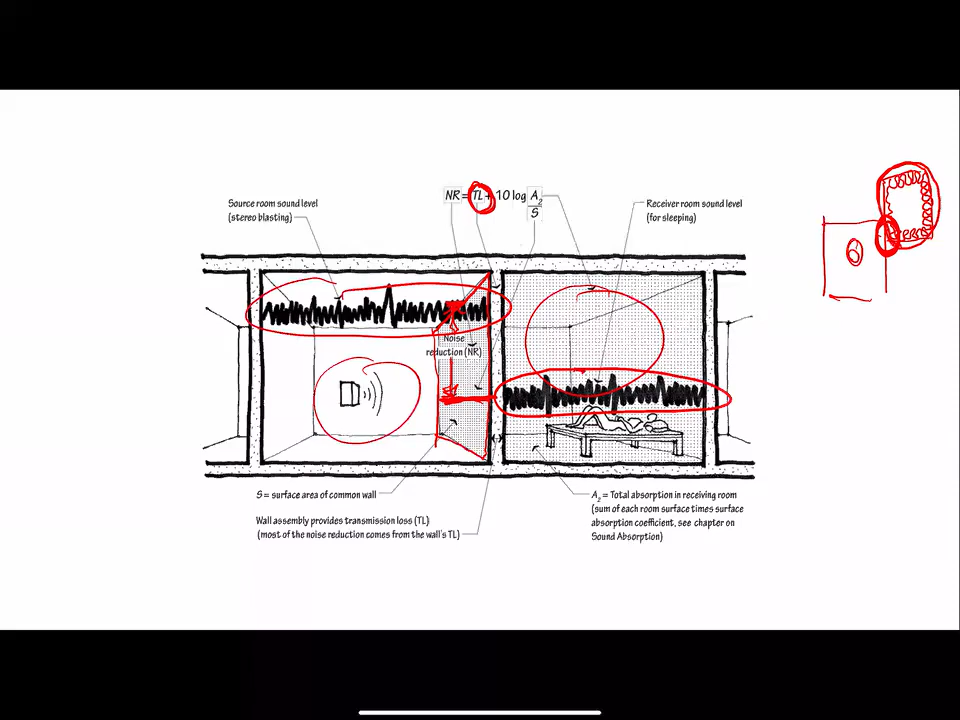 NR = TL + 10 log A2
S
Source room sound level
(stereo blasting)
Receiver room sound level
(for sleeping)
Noise
reduction (NR)
S = surface area of common wall
Wall assembly provides transmission loss (TL)
(most of the noise reduction comes from the wall's TL)
A2 = Total absorption in receiving room
(sum of each room surface times surface
absorption coefficient, see chapter on
Sound Absorption)